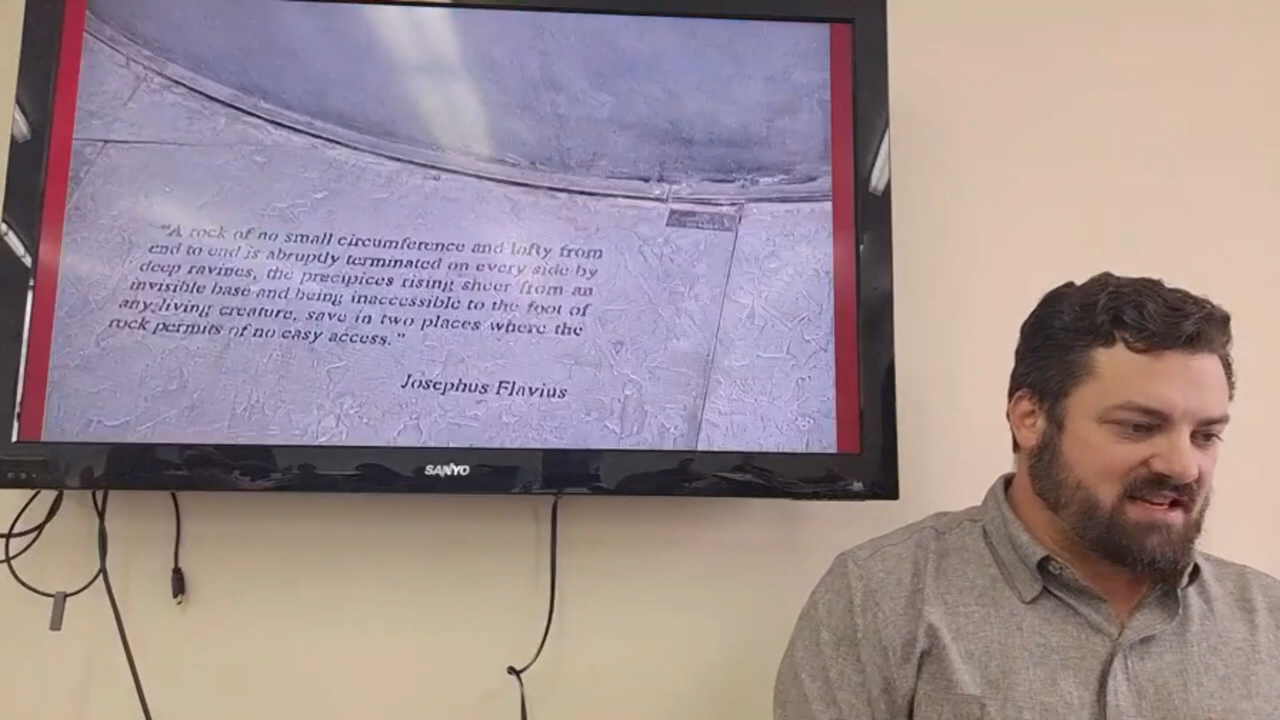 "A rock of no small circumference and lofty from
end to end is abruptly terminated on every side by
deep ravines, the precipices rising sheer from an
invisible base and being inaccessible to the foot of
any living creature, save in two places where the
rock permits of no easy access."
Josephus Flavius
SANYO